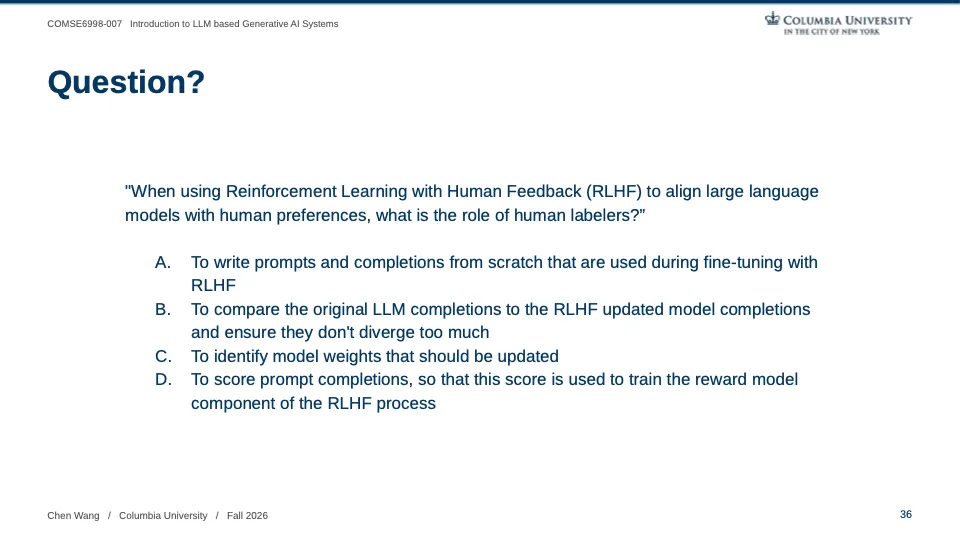 COMSE6998-007 Introduction to LLM based Generative AI Systems
COLUMBIA UNIVERSITY
IN THE CITY OF NEW YORK
Question?
"When using Reinforcement Learning with Human Feedback (RLHF) to align large language
models with human preferences, what is the role of human labelers?”
A. To write prompts and completions from scratch that are used during fine-tuning with
RLHF
B. To compare the original LLM completions to the RLHF updated model completions
and ensure they don't diverge too much
C. To identify model weights that should be updated
D. To score prompt completions, so that this score is used to train the reward model
component of the RLHF process
Chen Wang / Columbia University / Fall 2026
36